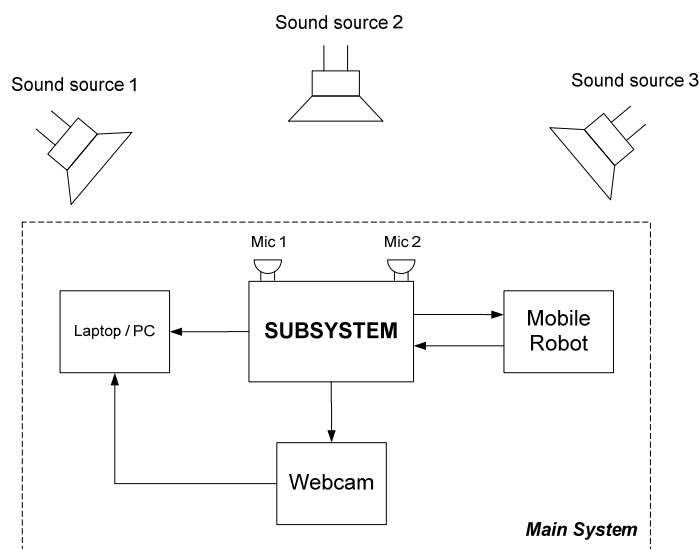 Sound source 2
Sound source 1
Sound source 3
Mic 1
Mic 2
Laptop / PC
SUBSYSTEM
Mobile
Robot
Webcam
Main System